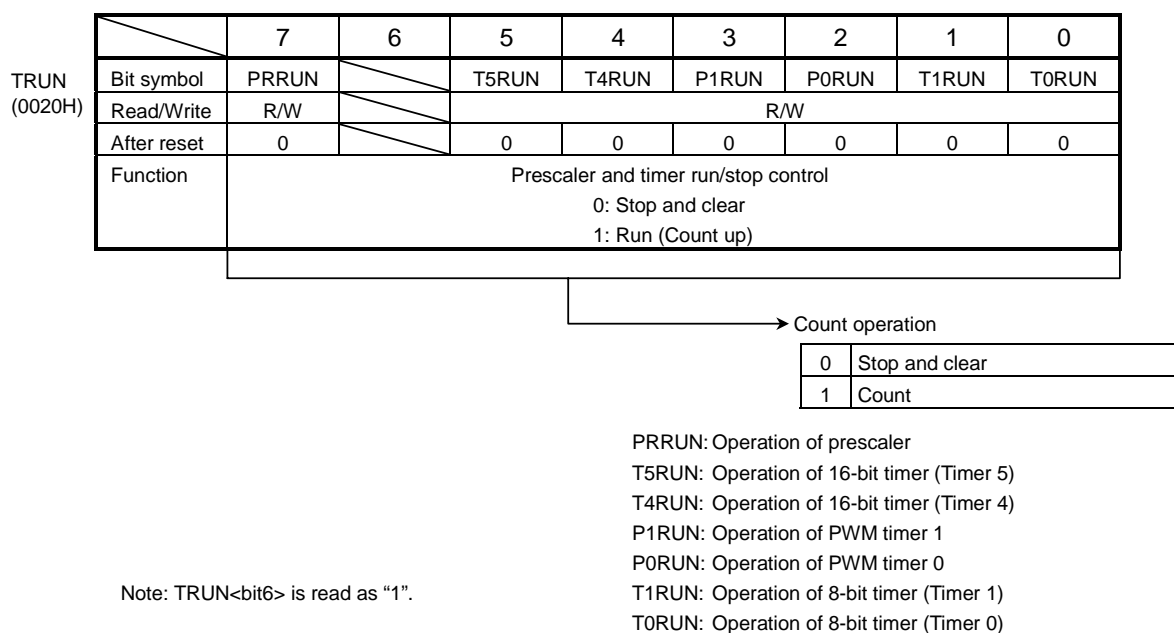 7 6 5 4 3 2 1 0
TRUN (0020H)
Bit symbol PRRUN T5RUN T4RUN P1RUN P0RUN T1RUN T0RUN
Read/Write R/W R/W
After reset 0 0 0 0 0 0 0
Function Prescaler and timer run/stop control
0: Stop and clear
1: Run (Count up)
Count operation
0 Stop and clear
1 Count
PRRUN: Operation of prescaler
T5RUN: Operation of 16-bit timer (Timer 5)
T4RUN: Operation of 16-bit timer (Timer 4)
P1RUN: Operation of PWM timer 1
P0RUN: Operation of PWM timer 0
Note: TRUN<bit6> is read as “1”.
T1RUN: Operation of 8-bit timer (Timer 1)
T0RUN: Operation of 8-bit timer (Timer 0)